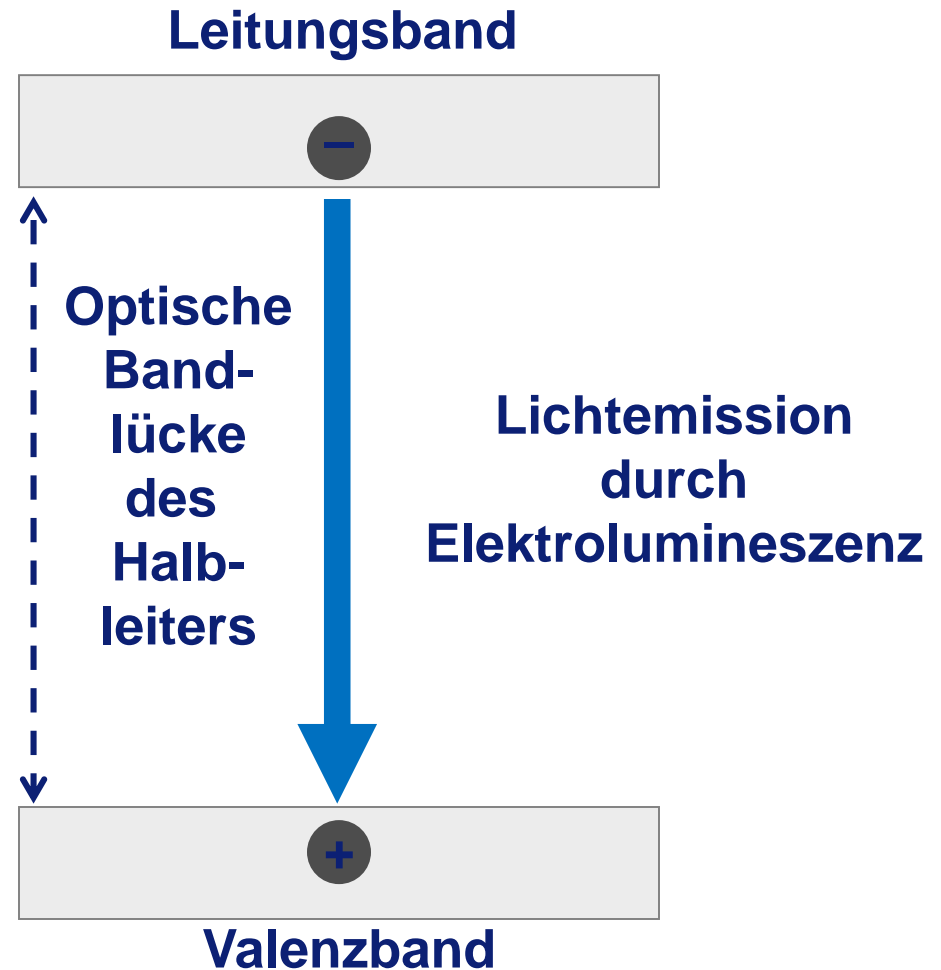 Leitungsband
–
Optische
Band-
lücke
des
Halb-
leiters
Lichtemission
durch
Elektrolumineszenz
+
Valenzband